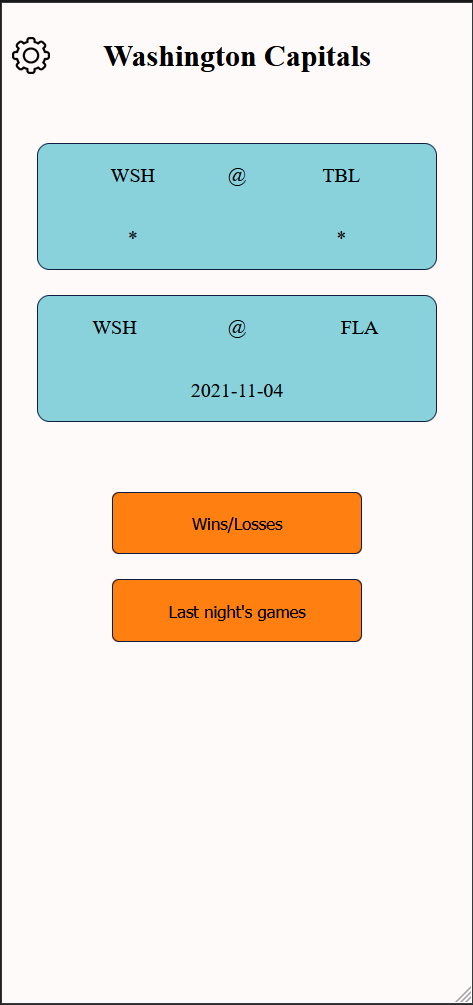 Washington Capitals
WSH @ TBL
* *
WSH @ FLA
2021-11-04
Wins/Losses
Last night's games